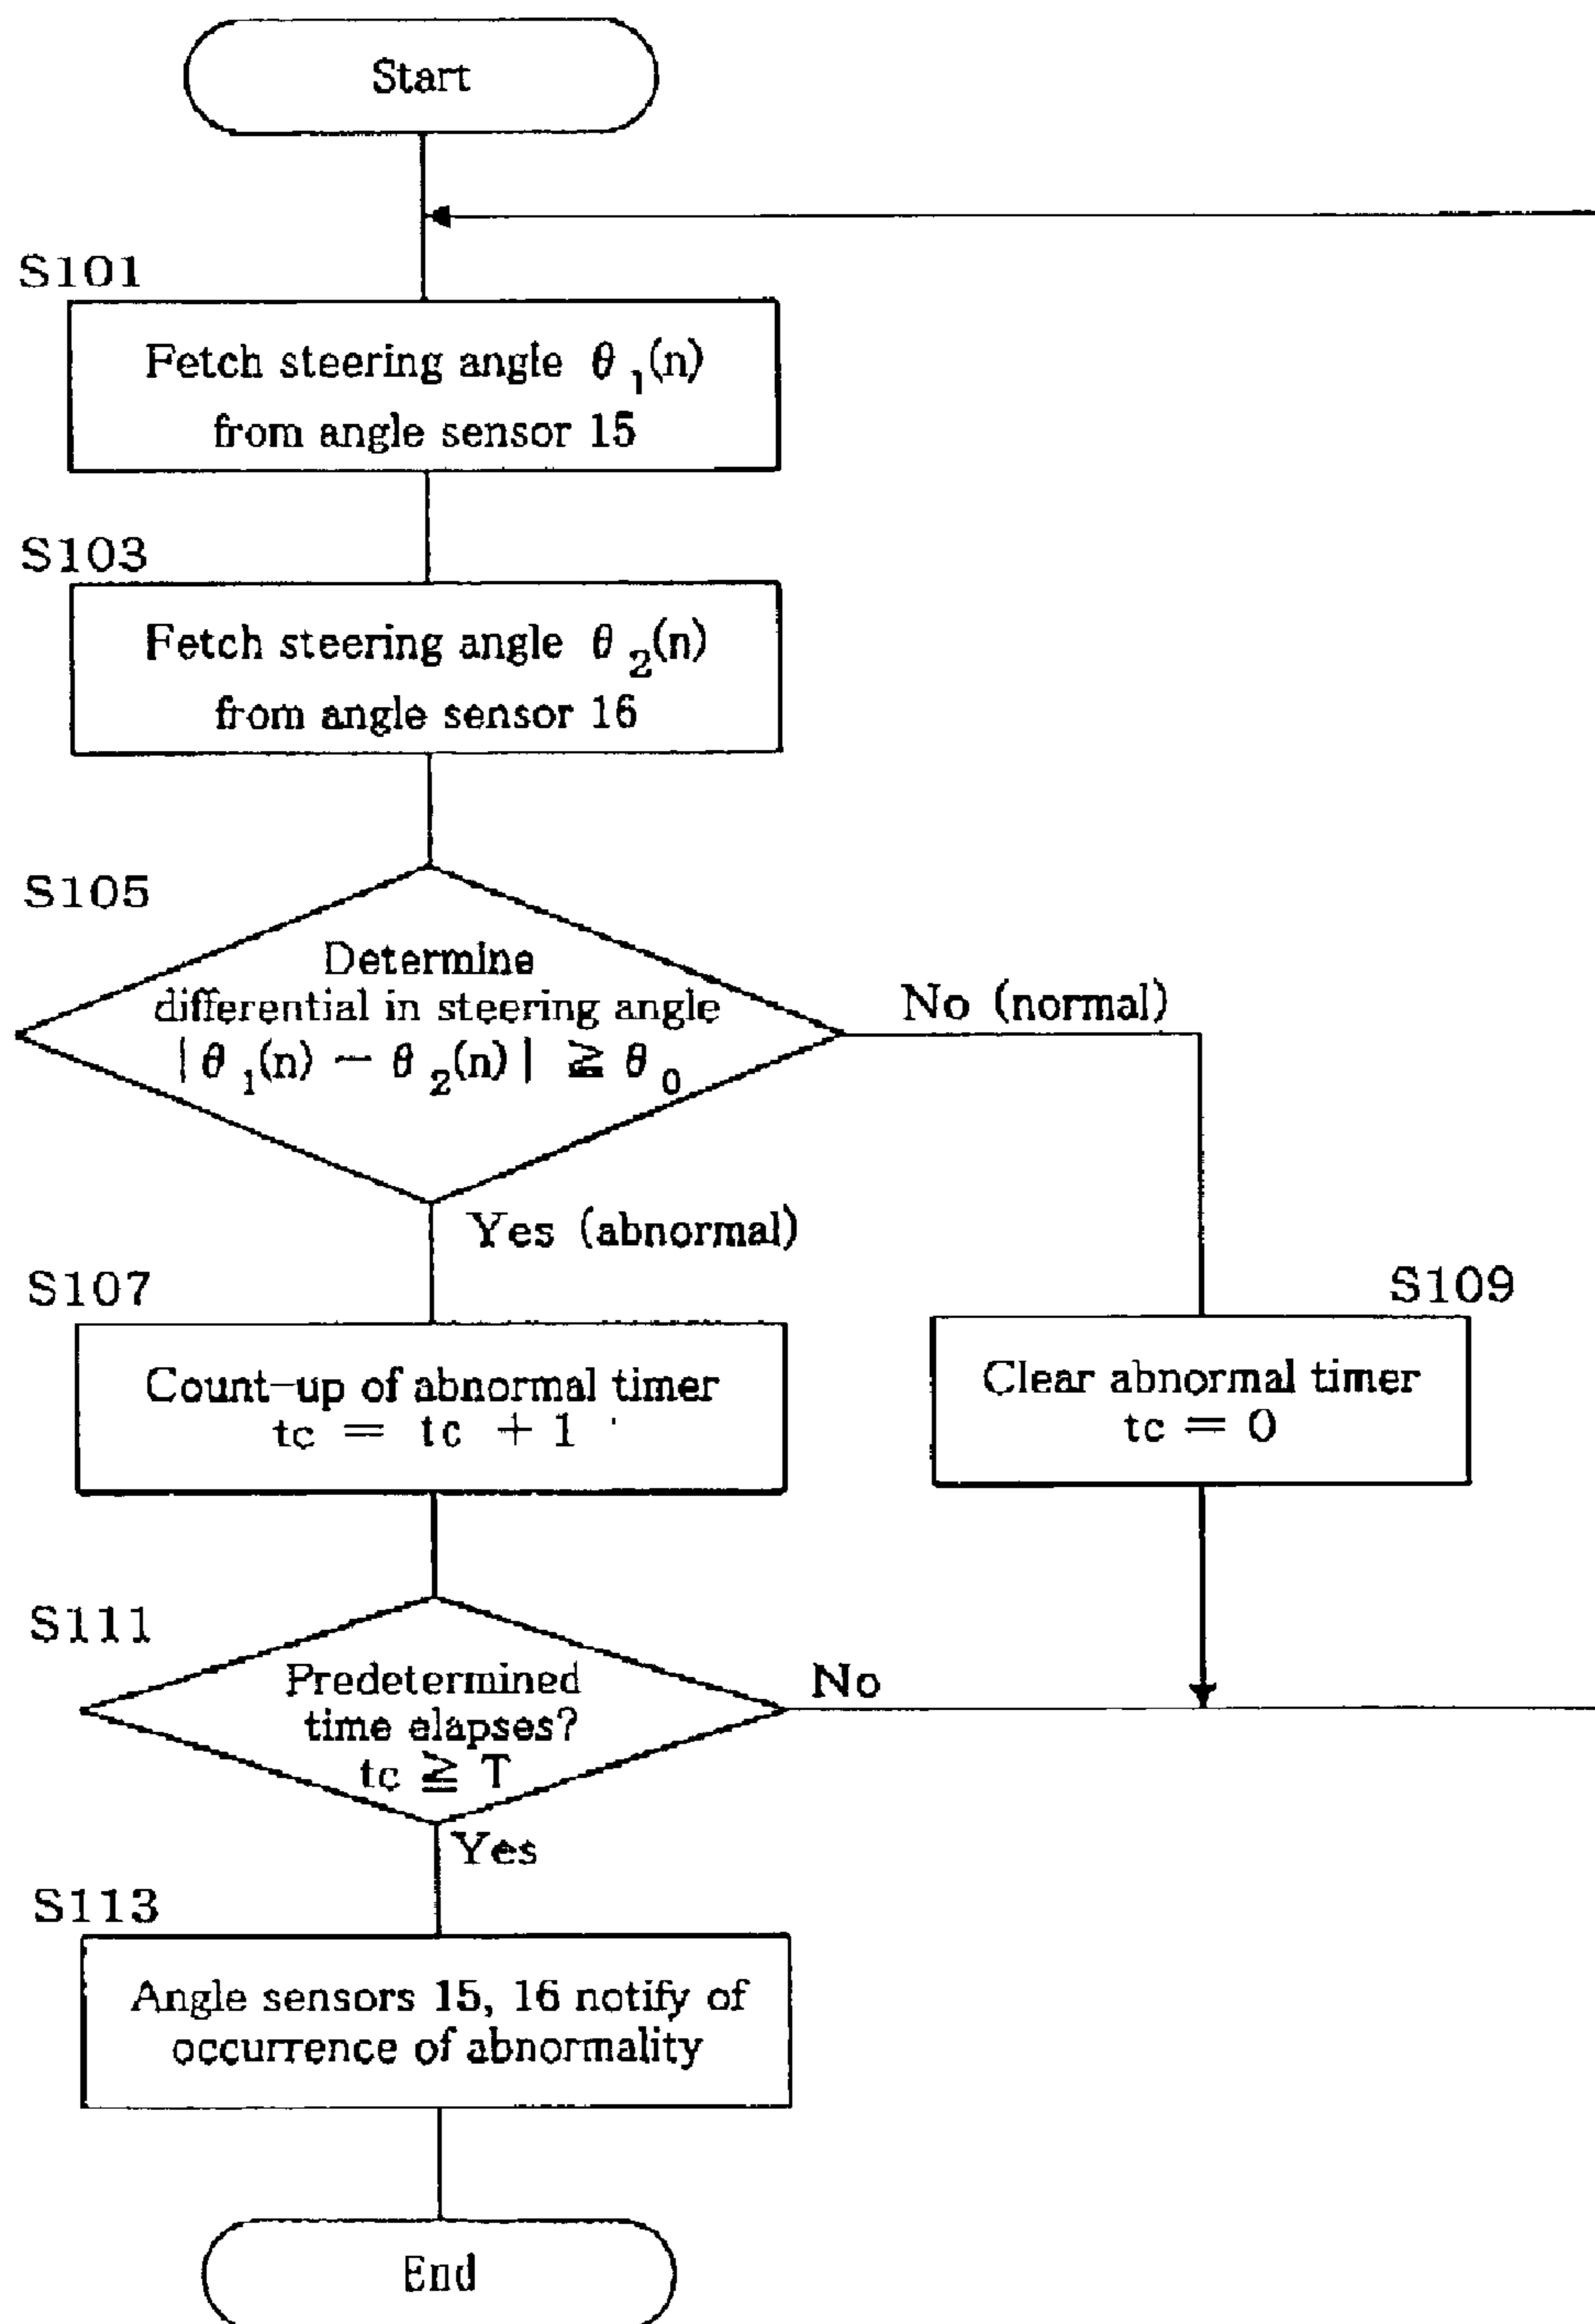 Start
S101
Fetch steering angle θ₁(n)
from angle sensor 15
S103
Fetch steering angle θ₂(n)
from angle sensor 16
S105
Determine
differential in steering angle
|θ₁(n) − θ₂(n)| ≧ θ₀
No (normal)
Yes (abnormal)
S107
Count-up of abnormal timer
tc = tc + 1
S109
Clear abnormal timer
tc = 0
S111
Predetermined
time elapses?
tc ≧ T
No
Yes
S113
Angle sensors 15, 16 notify of
occurrence of abnormality
End